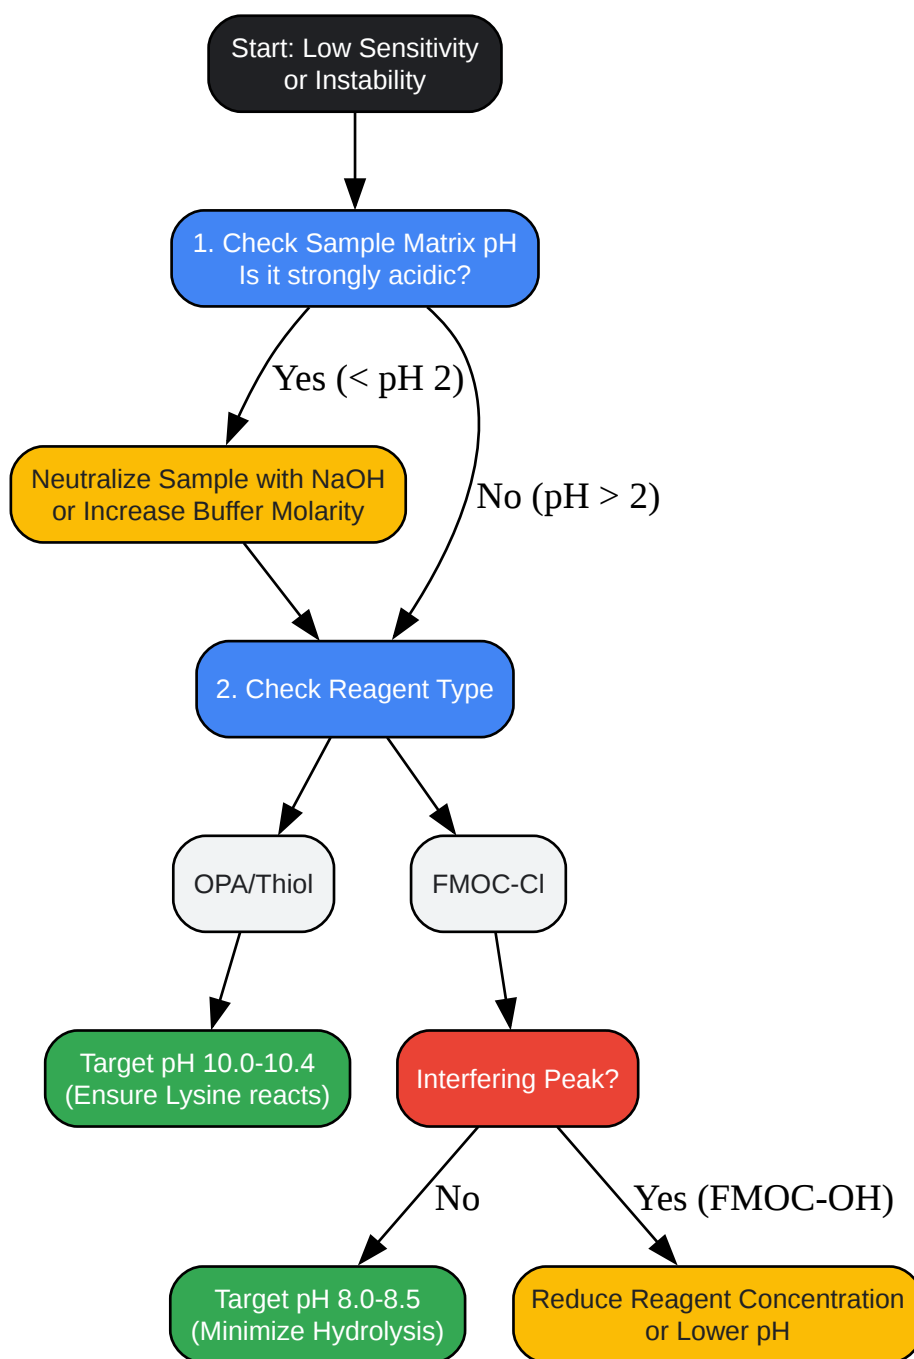 Start: Low Sensitivity
or Instability
1. Check Sample Matrix pH
Is it strongly acidic?
Yes (< pH 2)
Neutralize Sample with NaOH
or Increase Buffer Molarity
No (pH > 2)
2. Check Reagent Type
OPA/Thiol
FMOC-Cl
Target pH 10.0-10.4
(Ensure Lysine reacts)
Interfering Peak?
No
Yes (FMOC-OH)
Target pH 8.0-8.5
(Minimize Hydrolysis)
Reduce Reagent Concentration
or Lower pH